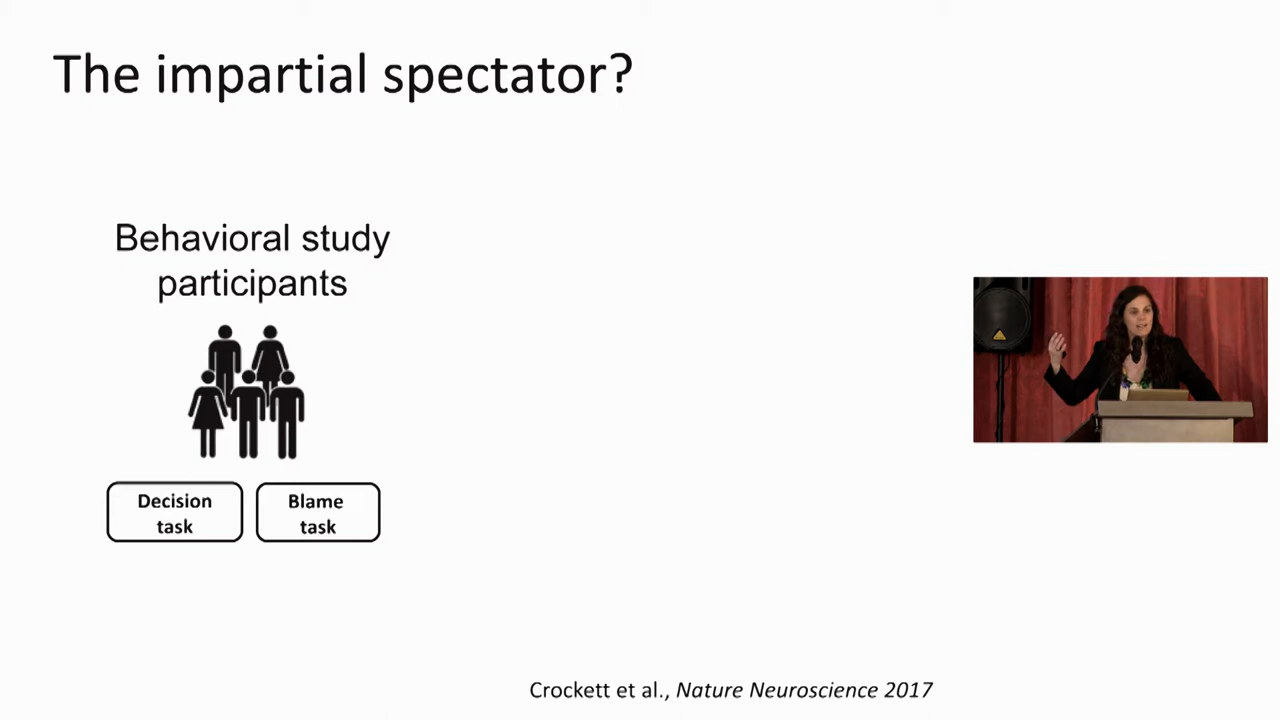 The impartial spectator?
Behavioral study
participants
Decision
task
Blame
task
Crockett et al., Nature Neuroscience 2017